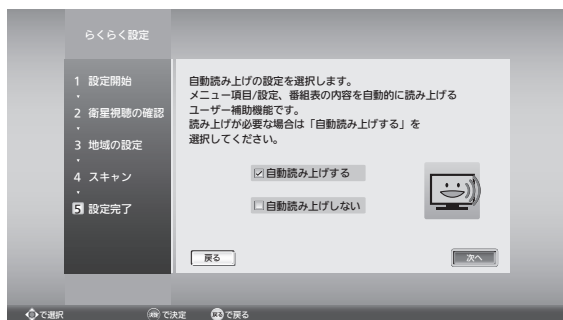 らくらく設定
1 設定開始
2 衛星視聴の確認
3 地域の設定
4 スキャン
5 設定完了
自動読み上げの設定を選択します。
メニュー項目/設定、番組表の内容を自動的に読み上げる
ユーザー補助機能です。
読み上げが必要な場合は「自動読み上げする」を
選択してください。
自動読み上げする
自動読み上げしない
戻る
次へ
で選択
で決定
戻る で戻る